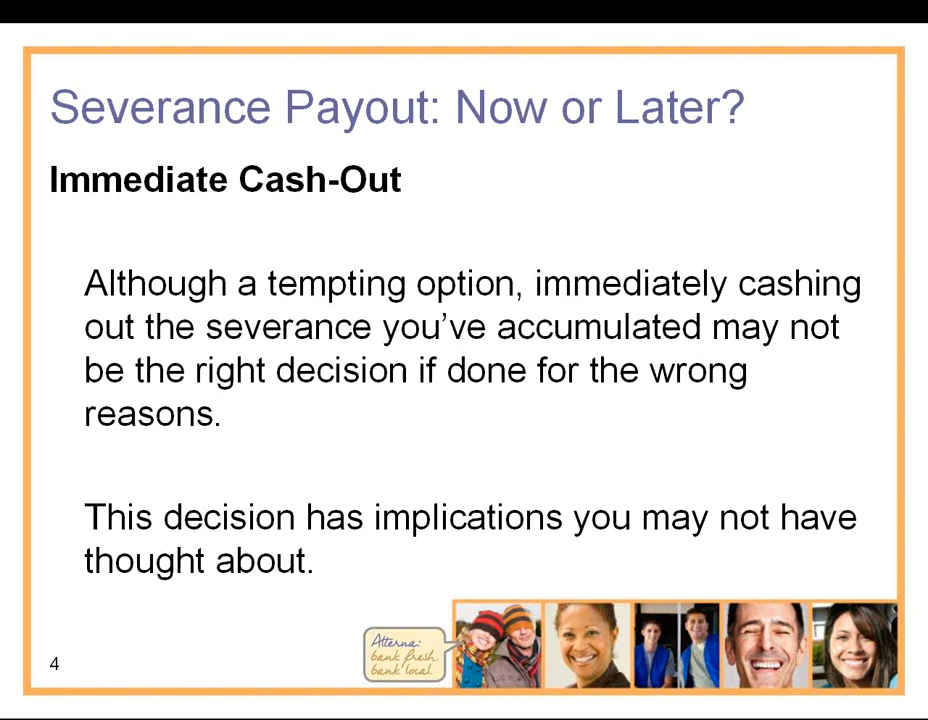 Severance Payout: Now or Later?
Immediate Cash-Out
Although a tempting option, immediately cashing
out the severance you’ve accumulated may not
be the right decision if done for the wrong
reasons.
This decision has implications you may not have
thought about.
Alterna:
bank fresh.
bank local.
4